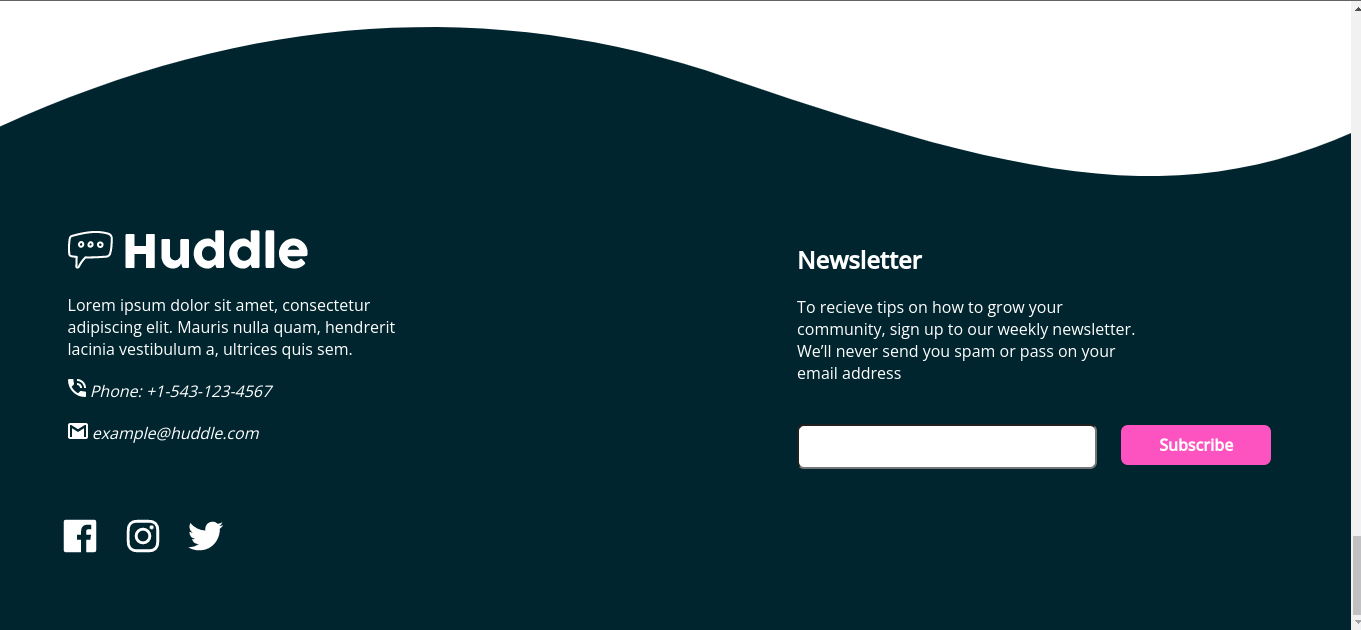 Huddle
Lorem ipsum dolor sit amet, consectetur
adipiscing elit. Mauris nulla quam, hendrerit
lacinia vestibulum a, ultrices quis sem.
Phone: +1-543-123-4567
example@huddle.com
Newsletter
To recieve tips on how to grow your
community, sign up to our weekly newsletter.
We’ll never send you spam or pass on your
email address
Subscribe